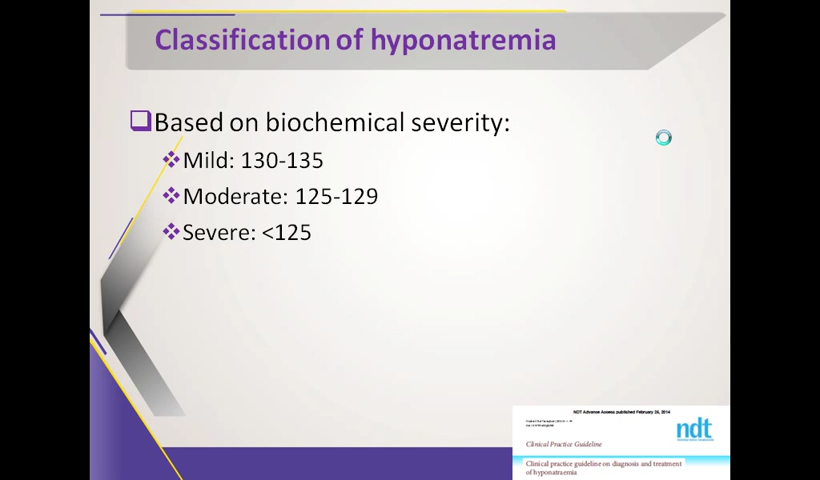 Classification of hyponatremia
Based on biochemical severity:
Mild: 130-135
Moderate: 125-129
Severe: <125
NDT Advance Access published February 25, 2014
ndt
Clinical Practice Guideline
Clinical practice guideline on diagnosis and treatment
of hyponatraemia